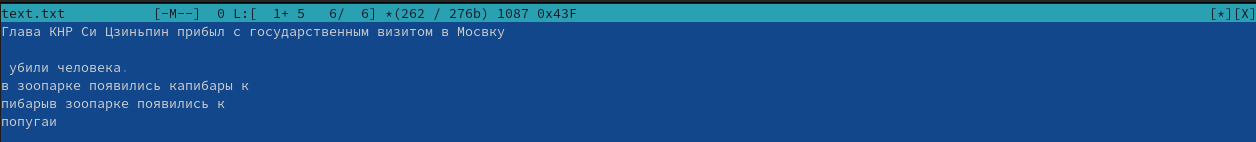 text.txt [-M--] 0 L:[ 1+ 5 6/ 6] *(262 / 276b) 1087 0x43F [*][X]
Глава КНР Си Цзиньпин прибыл с государственным визитом в Мосвку
убили человека.
в зоопарке появились капибары к
пибарыв зоопарке появились к
попугаи